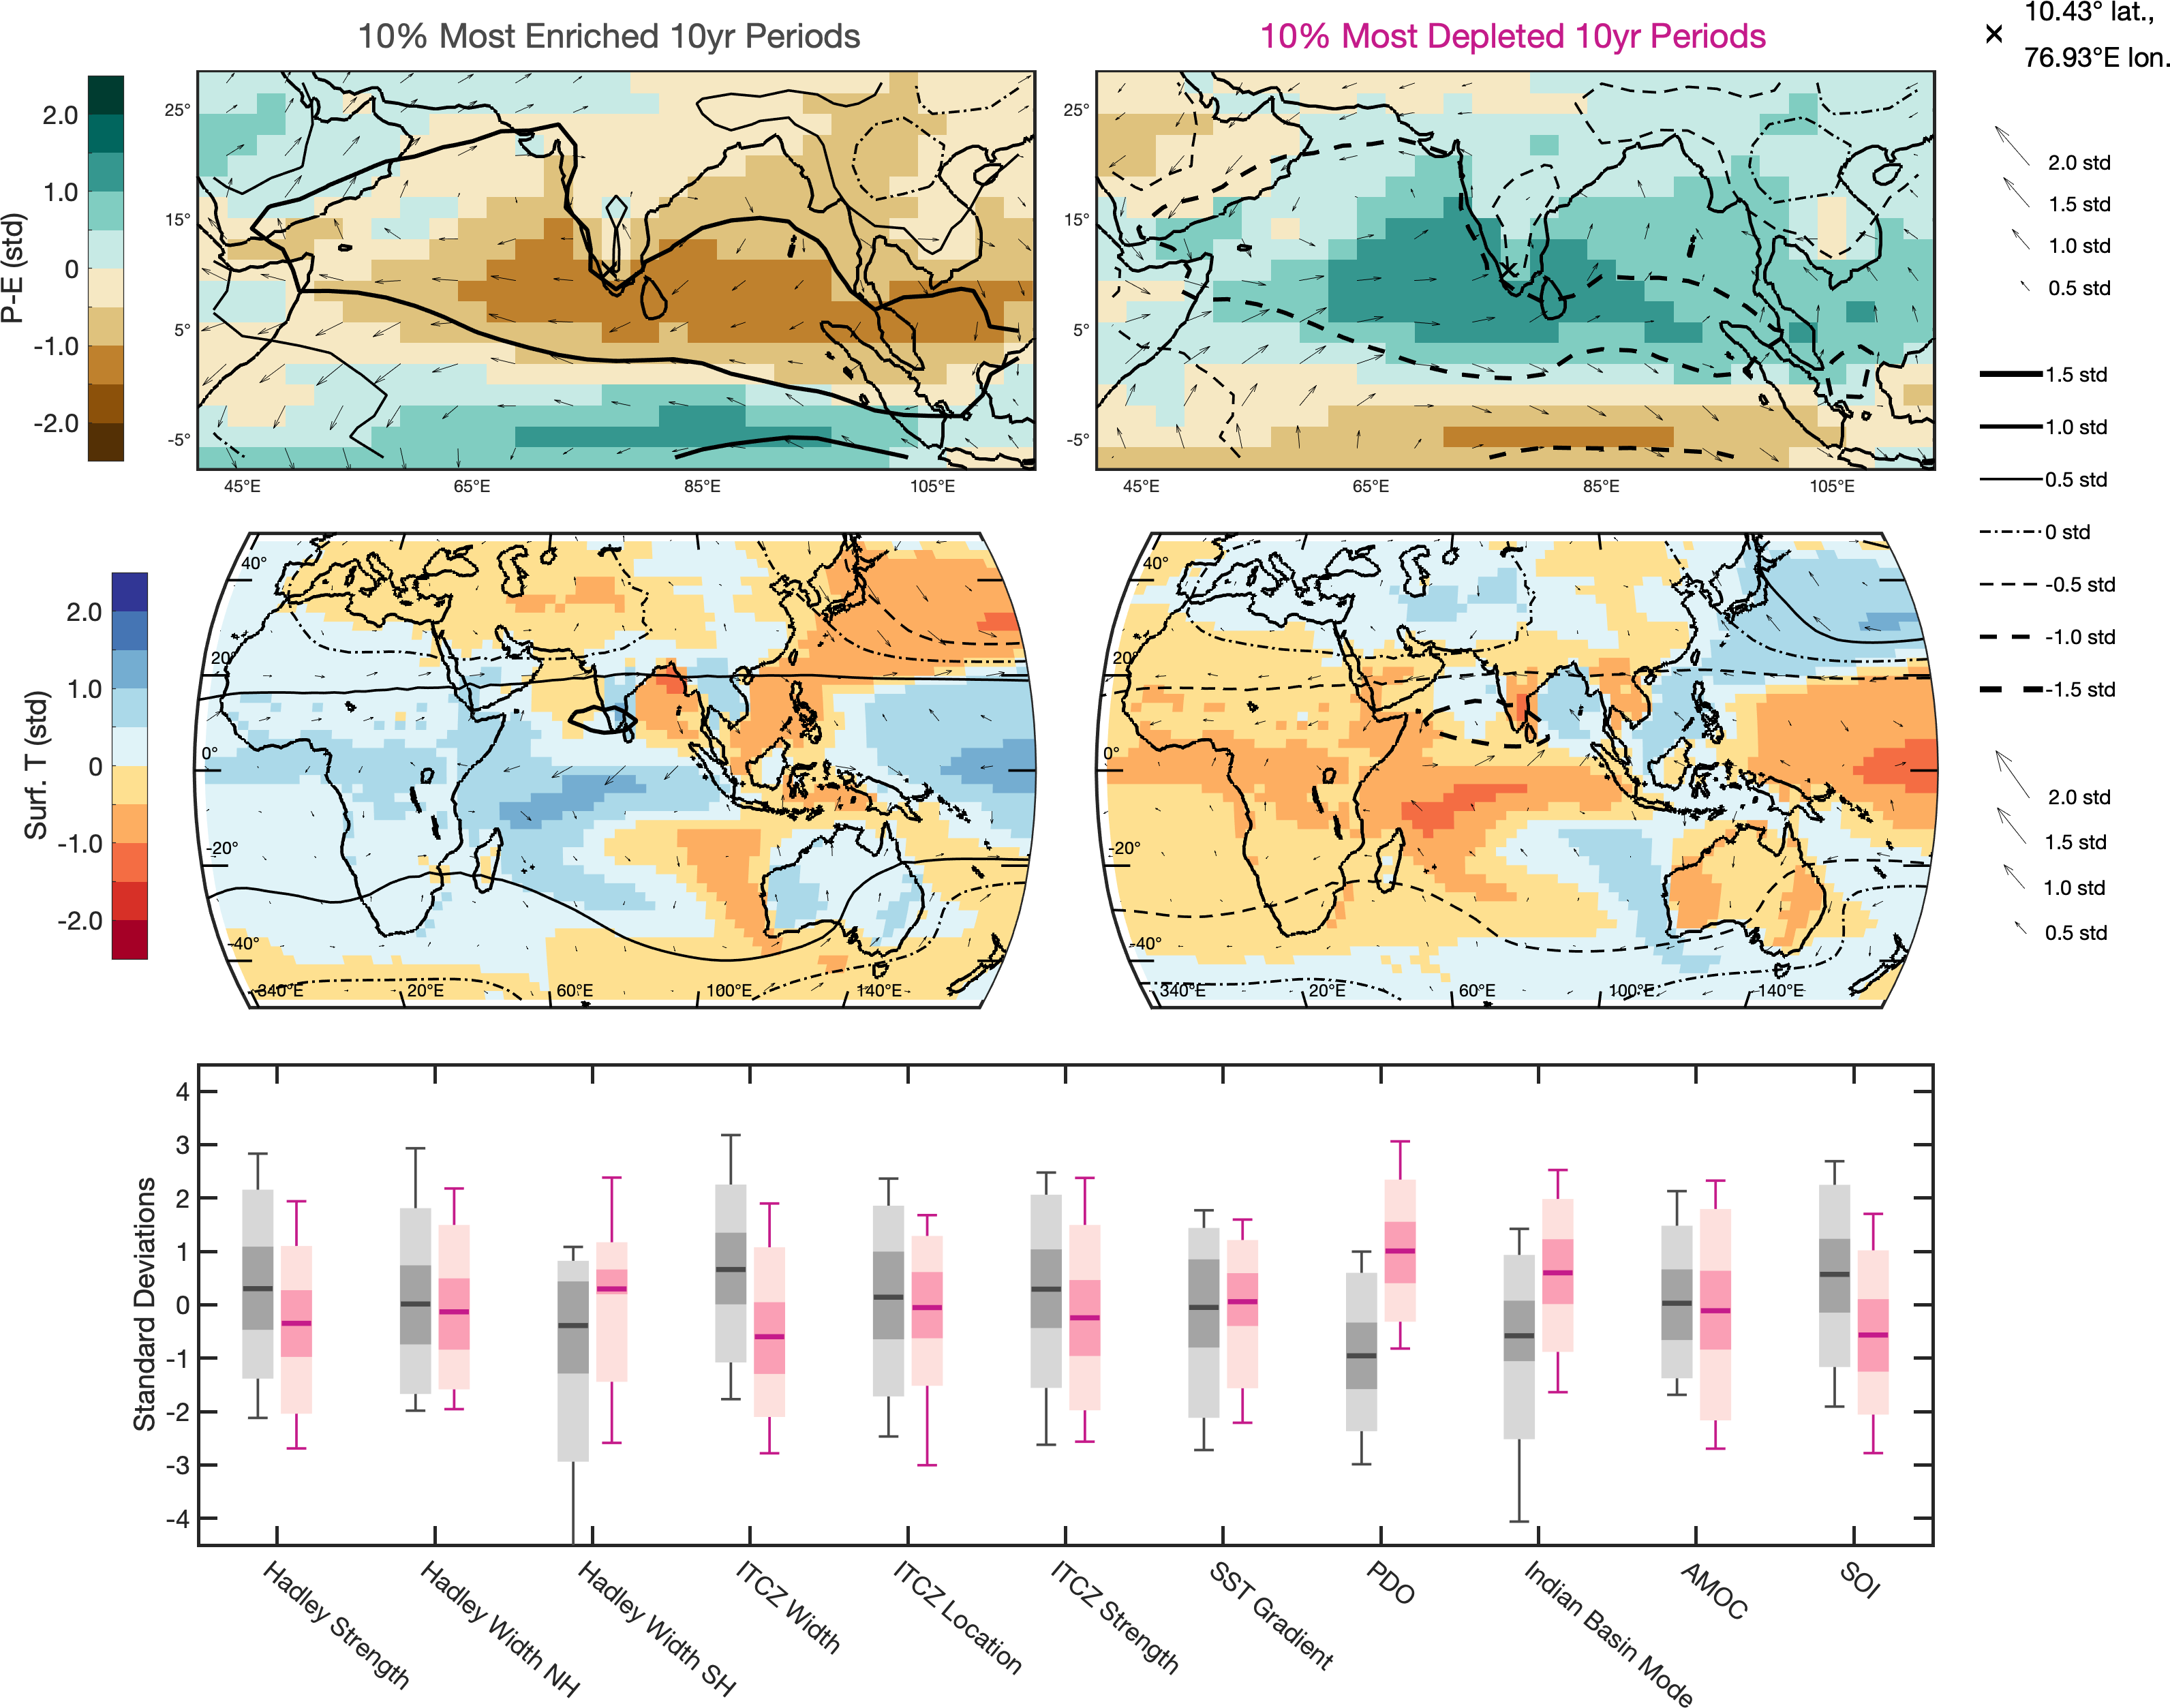 10% Most Enriched 10yr Periods
10% Most Depleted 10yr Periods
10.43° lat.,
76.93°E lon.
P-E (std)
2.0
1.0
0
-1.0
-2.0
25°
15°
5°
-5°
45°E
65°E
85°E
105°E
25°
15°
5°
-5°
45°E
65°E
85°E
105°E
2.0 std
1.5 std
1.0 std
0.5 std
1.5 std
1.0 std
0.5 std
0 std
-0.5 std
-1.0 std
-1.5 std
Surf. T (std)
2.0
1.0
0
-1.0
-2.0
40°
20°
0°
-20°
-40°
340°E
20°E
60°E
100°E
140°E
40°
20°
0°
-20°
-40°
340°E
20°E
60°E
100°E
140°E
2.0 std
1.5 std
1.0 std
0.5 std
Standard Deviations
4
3
2
1
0
-1
-2
-3
-4
Hadley Strength
Hadley Width NH
Hadley Width SH
ITCZ Width
ITCZ Location
ITCZ Strength
SST Gradient
PDO
Indian Basin Mode
AMOC
SOI